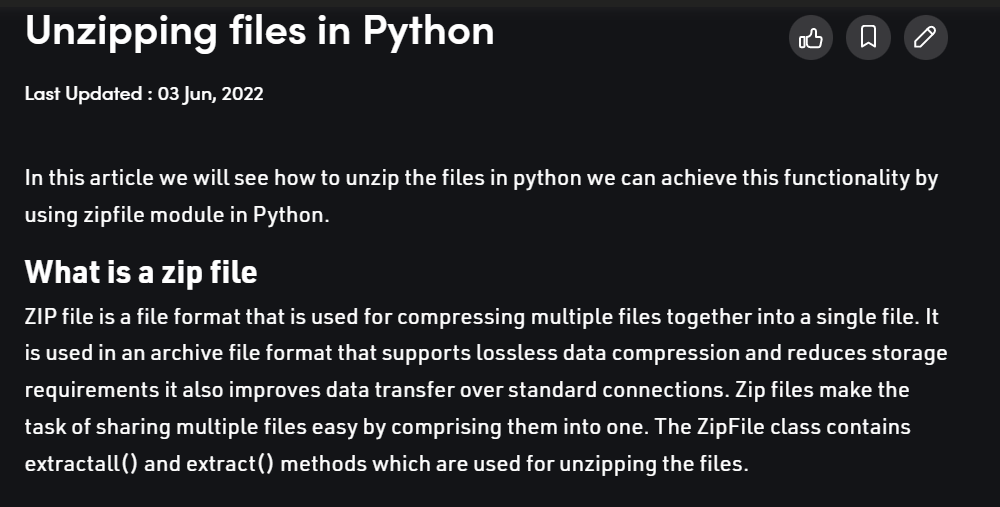 Unzipping files in Python
Last Updated : 03 Jun, 2022
In this article we will see how to unzip the files in python we can achieve this functionality by
using zipfile module in Python.
What is a zip file
ZIP file is a file format that is used for compressing multiple files together into a single file. It
is used in an archive file format that supports lossless data compression and reduces storage
requirements it also improves data transfer over standard connections. Zip files make the
task of sharing multiple files easy by comprising them into one. The ZipFile class contains
extractall() and extract() methods which are used for unzipping the files.